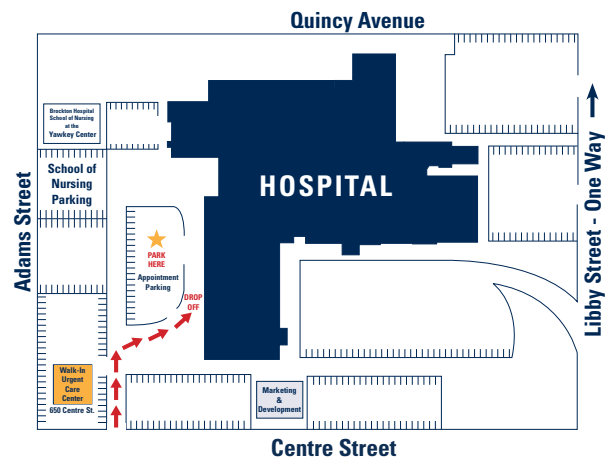 Quincy Avenue
Brockton Hospital
School of Nursing
at the
Yawkey Center
School of
Nursing
Parking
HOSPITAL
Adams Street
Libby Street - One Way
PARK
HERE
Appointment
Parking
DROP
OFF
Walk-In
Urgent
Care
Center
650 Centre St.
Marketing
&
Development
Centre Street